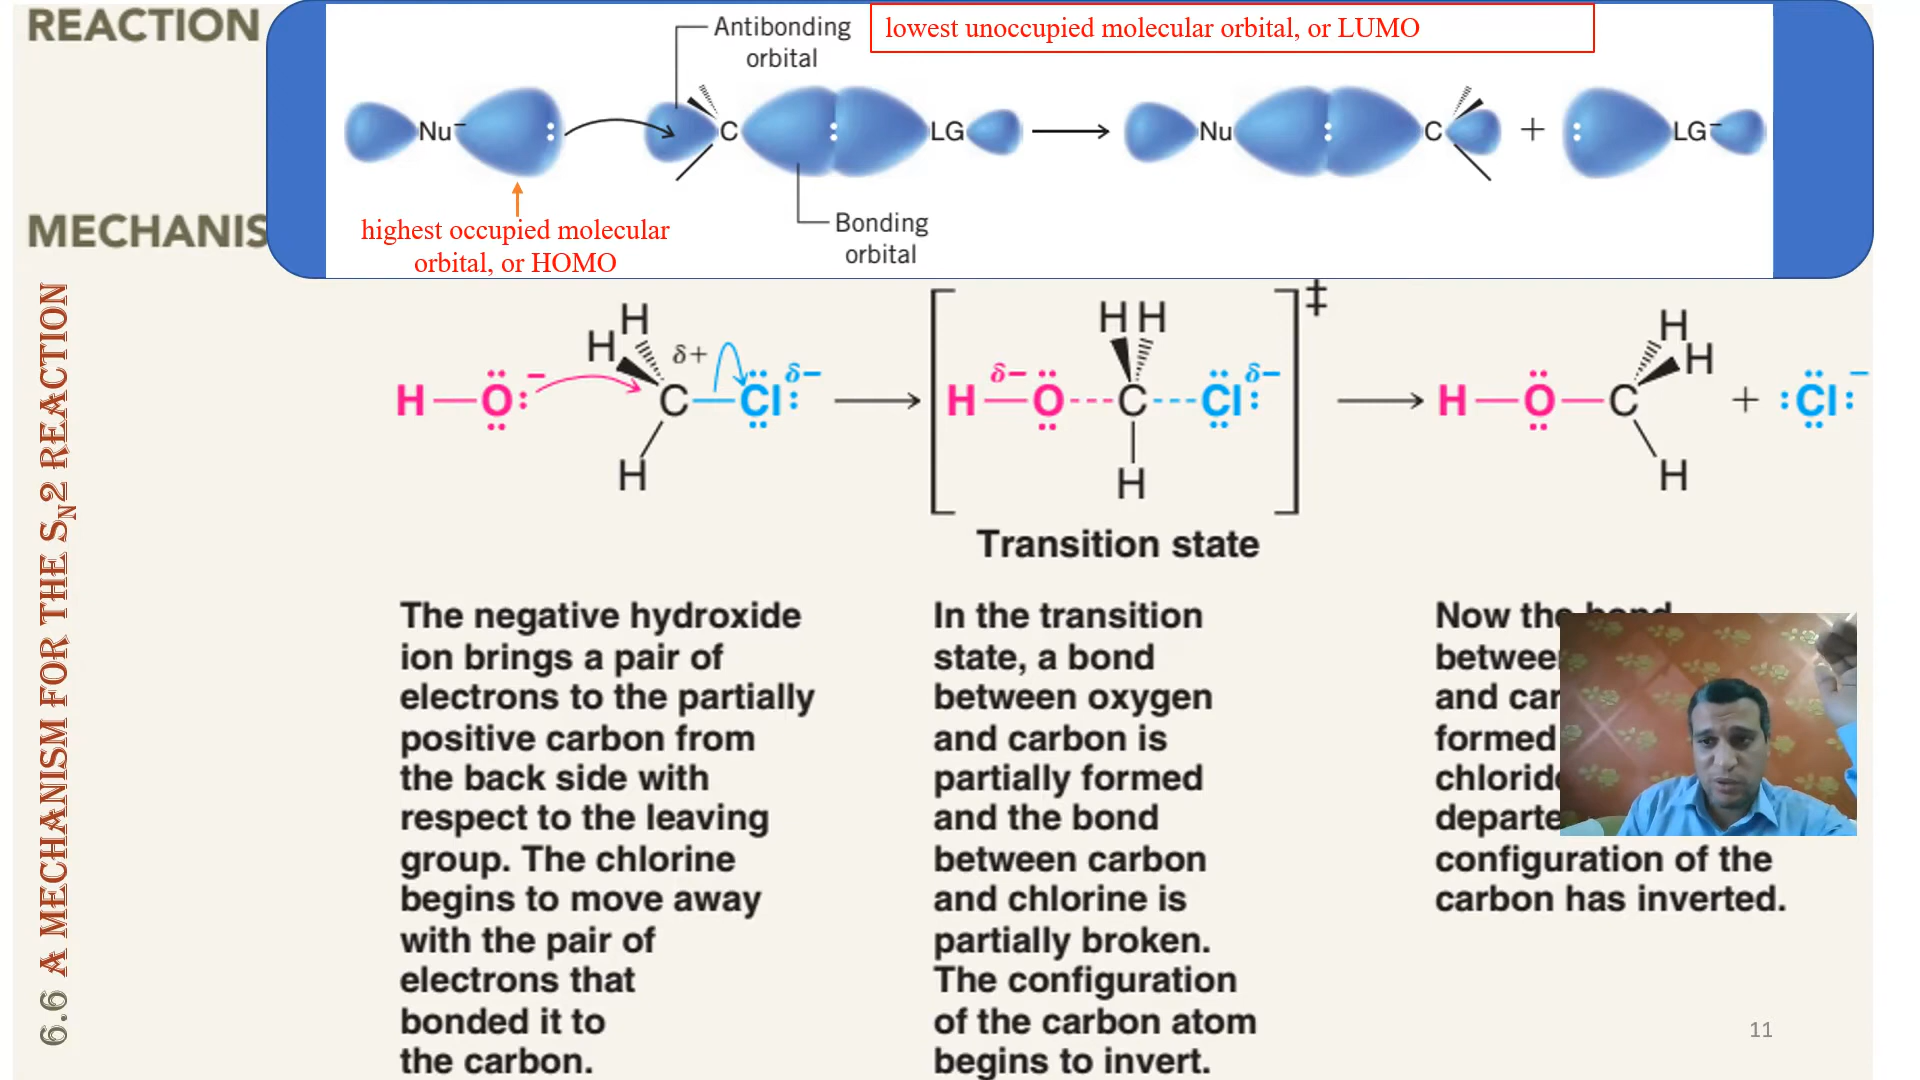 REACTION
Antibonding
orbital
lowest unoccupied molecular orbital, or LUMO
Nu⁻ : C : LG Nu : C + : LG⁻
Bonding
orbital
highest occupied molecular
orbital, or HOMO
MECHANIS
6.6 A MECHANISM FOR THE SN2 REACTION
H H H H ‡ H
H δ+ H
H—O:⁻ C—Cl: δ− H—O---C---Cl: δ− δ− H—O—C + :Cl:⁻
H H H
Transition state
The negative hydroxide
ion brings a pair of
electrons to the partially
positive carbon from
the back side with
respect to the leaving
group. The chlorine
begins to move away
with the pair of
electrons that
bonded it to
the carbon.
In the transition
state, a bond
between oxygen
and carbon is
partially formed
and the bond
between carbon
and chlorine is
partially broken.
The configuration
of the carbon atom
begins to invert.
Now the bond
betwee
and car
formed
chlorid
departe
configuration of the
carbon has inverted.
11